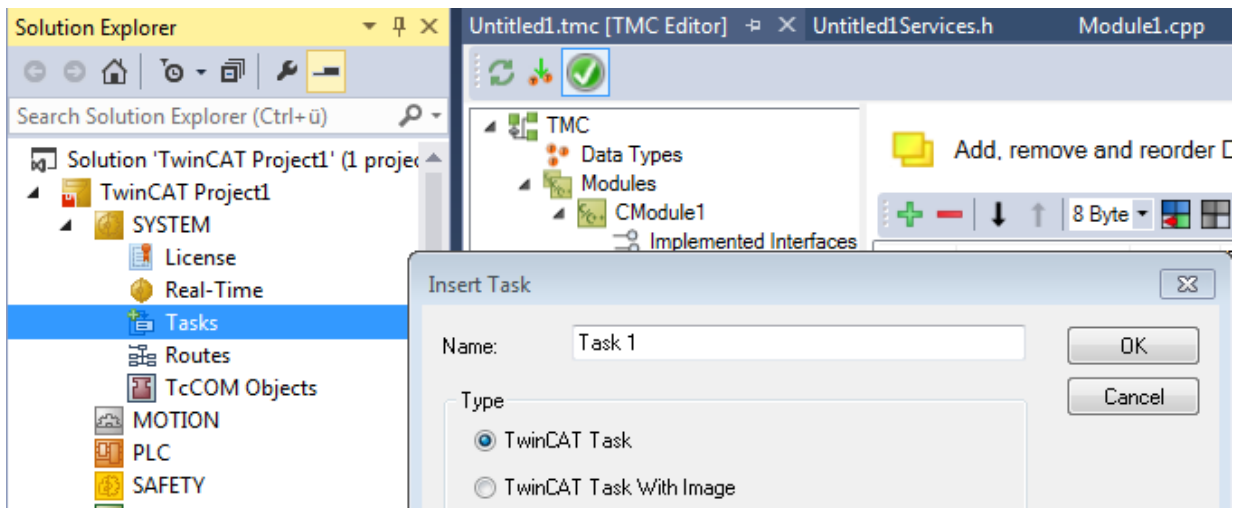 Solution Explorer
Untitled1.tmc [TMC Editor]
Untitled1Services.h
Module1.cpp
Search Solution Explorer (Ctrl+ü)
Solution 'TwinCAT Project1' (1 projec
TwinCAT Project1
SYSTEM
License
Real-Time
Tasks
Routes
TcCOM Objects
MOTION
PLC
SAFETY
TMC
Data Types
Modules
CModule1
Implemented Interfaces
Add, remove and reorder D
8 Byte
Insert Task
Name:
Task 1
OK
Cancel
Type
TwinCAT Task
TwinCAT Task With Image